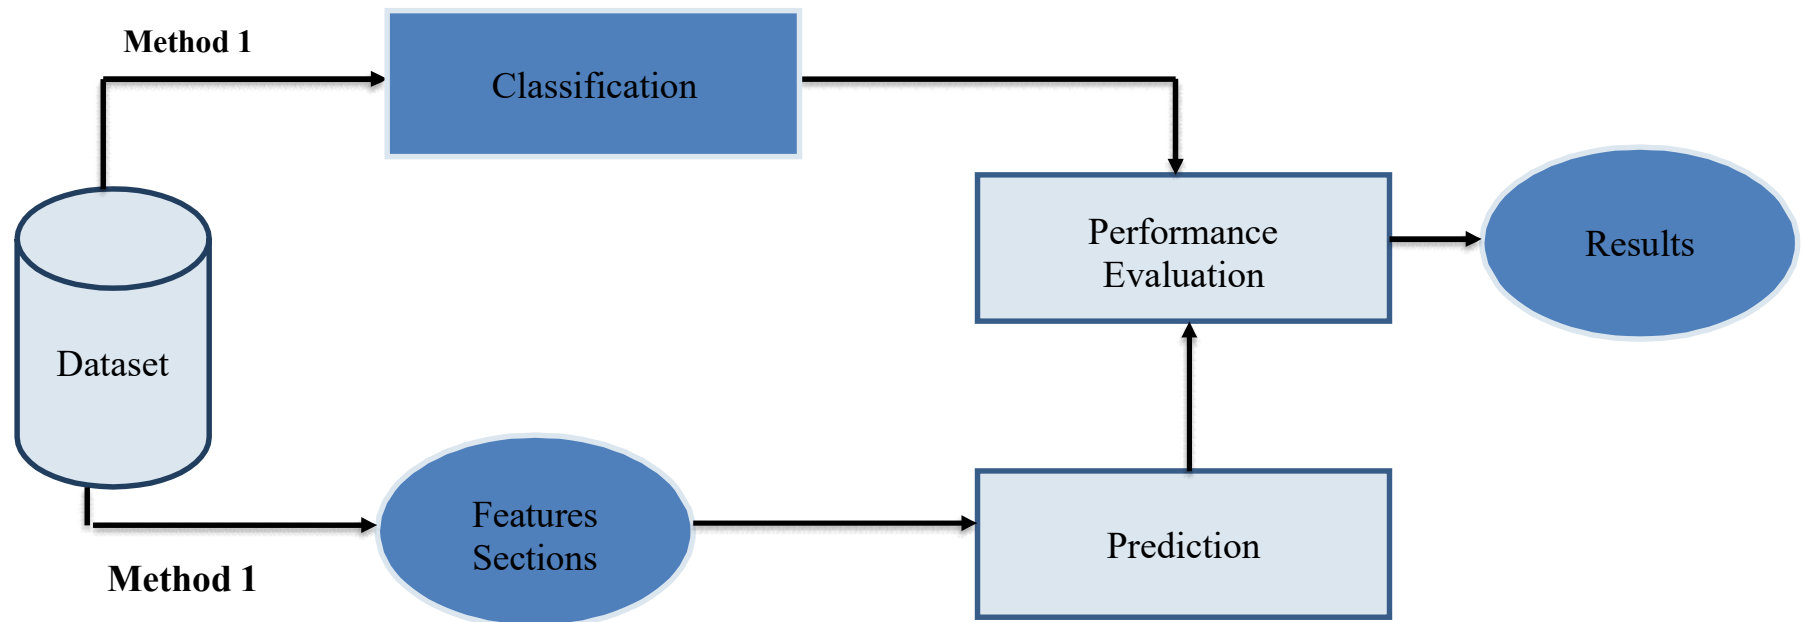 Method 1
Classification
Performance
Evaluation
Results
Dataset
Features
Sections
Prediction
Method 1